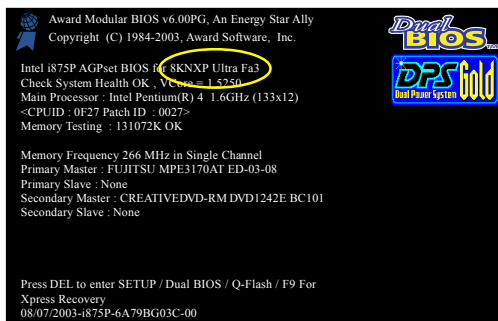 Award Modular BIOS v6.00PG, An Energy Star Ally
Copyright (C) 1984-2003, Award Software, Inc.
Dual
BIOS
DPS Gold
Dual Power System
Intel i875P AGPset BIOS for 8KNXP Ultra Fa3
Check System Health OK , VCore = 1.5250
Main Processor : Intel Pentium(R) 4 1.6GHz (133x12)
<CPUID : 0F27 Patch ID : 0027>
Memory Testing : 131072K OK
Memory Frequency 266 MHz in Single Channel
Primary Master : FUJITSU MPE3170AT ED-03-08
Primary Slave : None
Secondary Master : CREATIVEDVD-RM DVD1242E BC101
Secondary Slave : None
Press DEL to enter SETUP / Dual BIOS / Q-Flash / F9 For
Xpress Recovery
08/07/2003-i875P-6A79BG03C-00